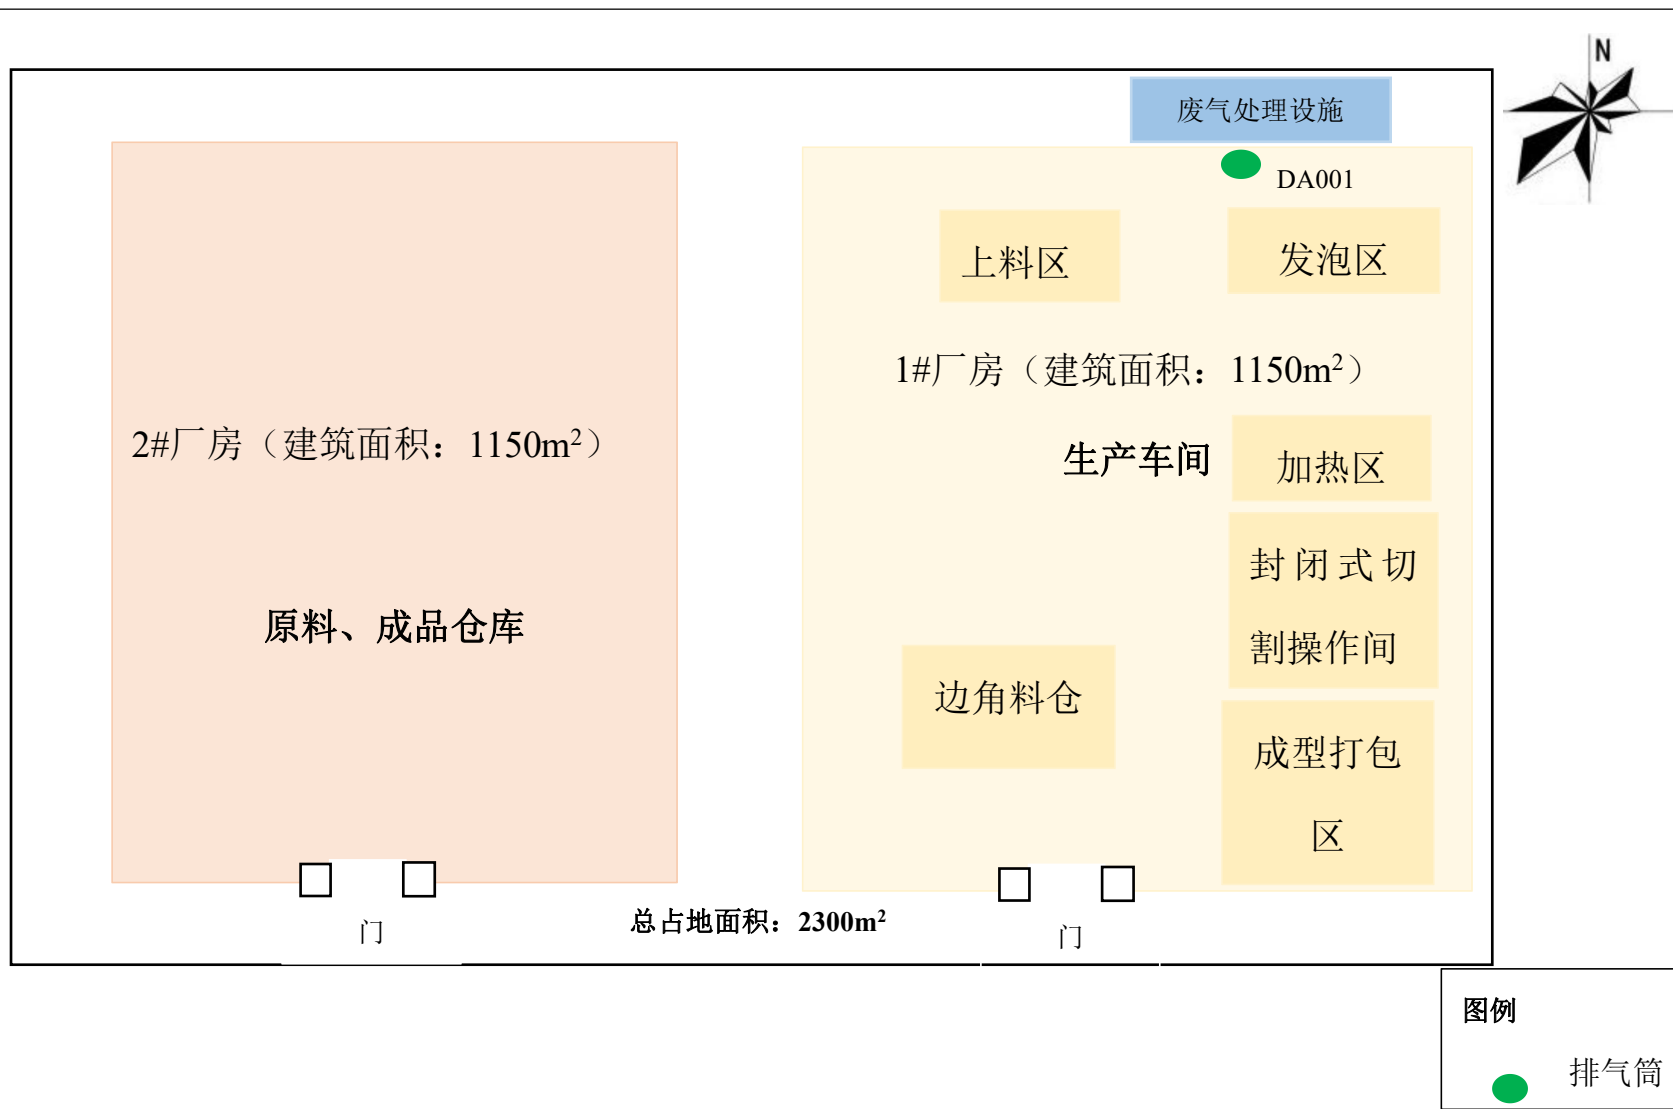 N
废气处理设施
DA001
上料区
发泡区
1#厂房（建筑面积：1150m²）
2#厂房（建筑面积：1150m²）
生产车间
加热区
封闭式切
割操作间
原料、成品仓库
边角料仓
成型打包
区
总占地面积：2300m²
门
门
图例
排气筒